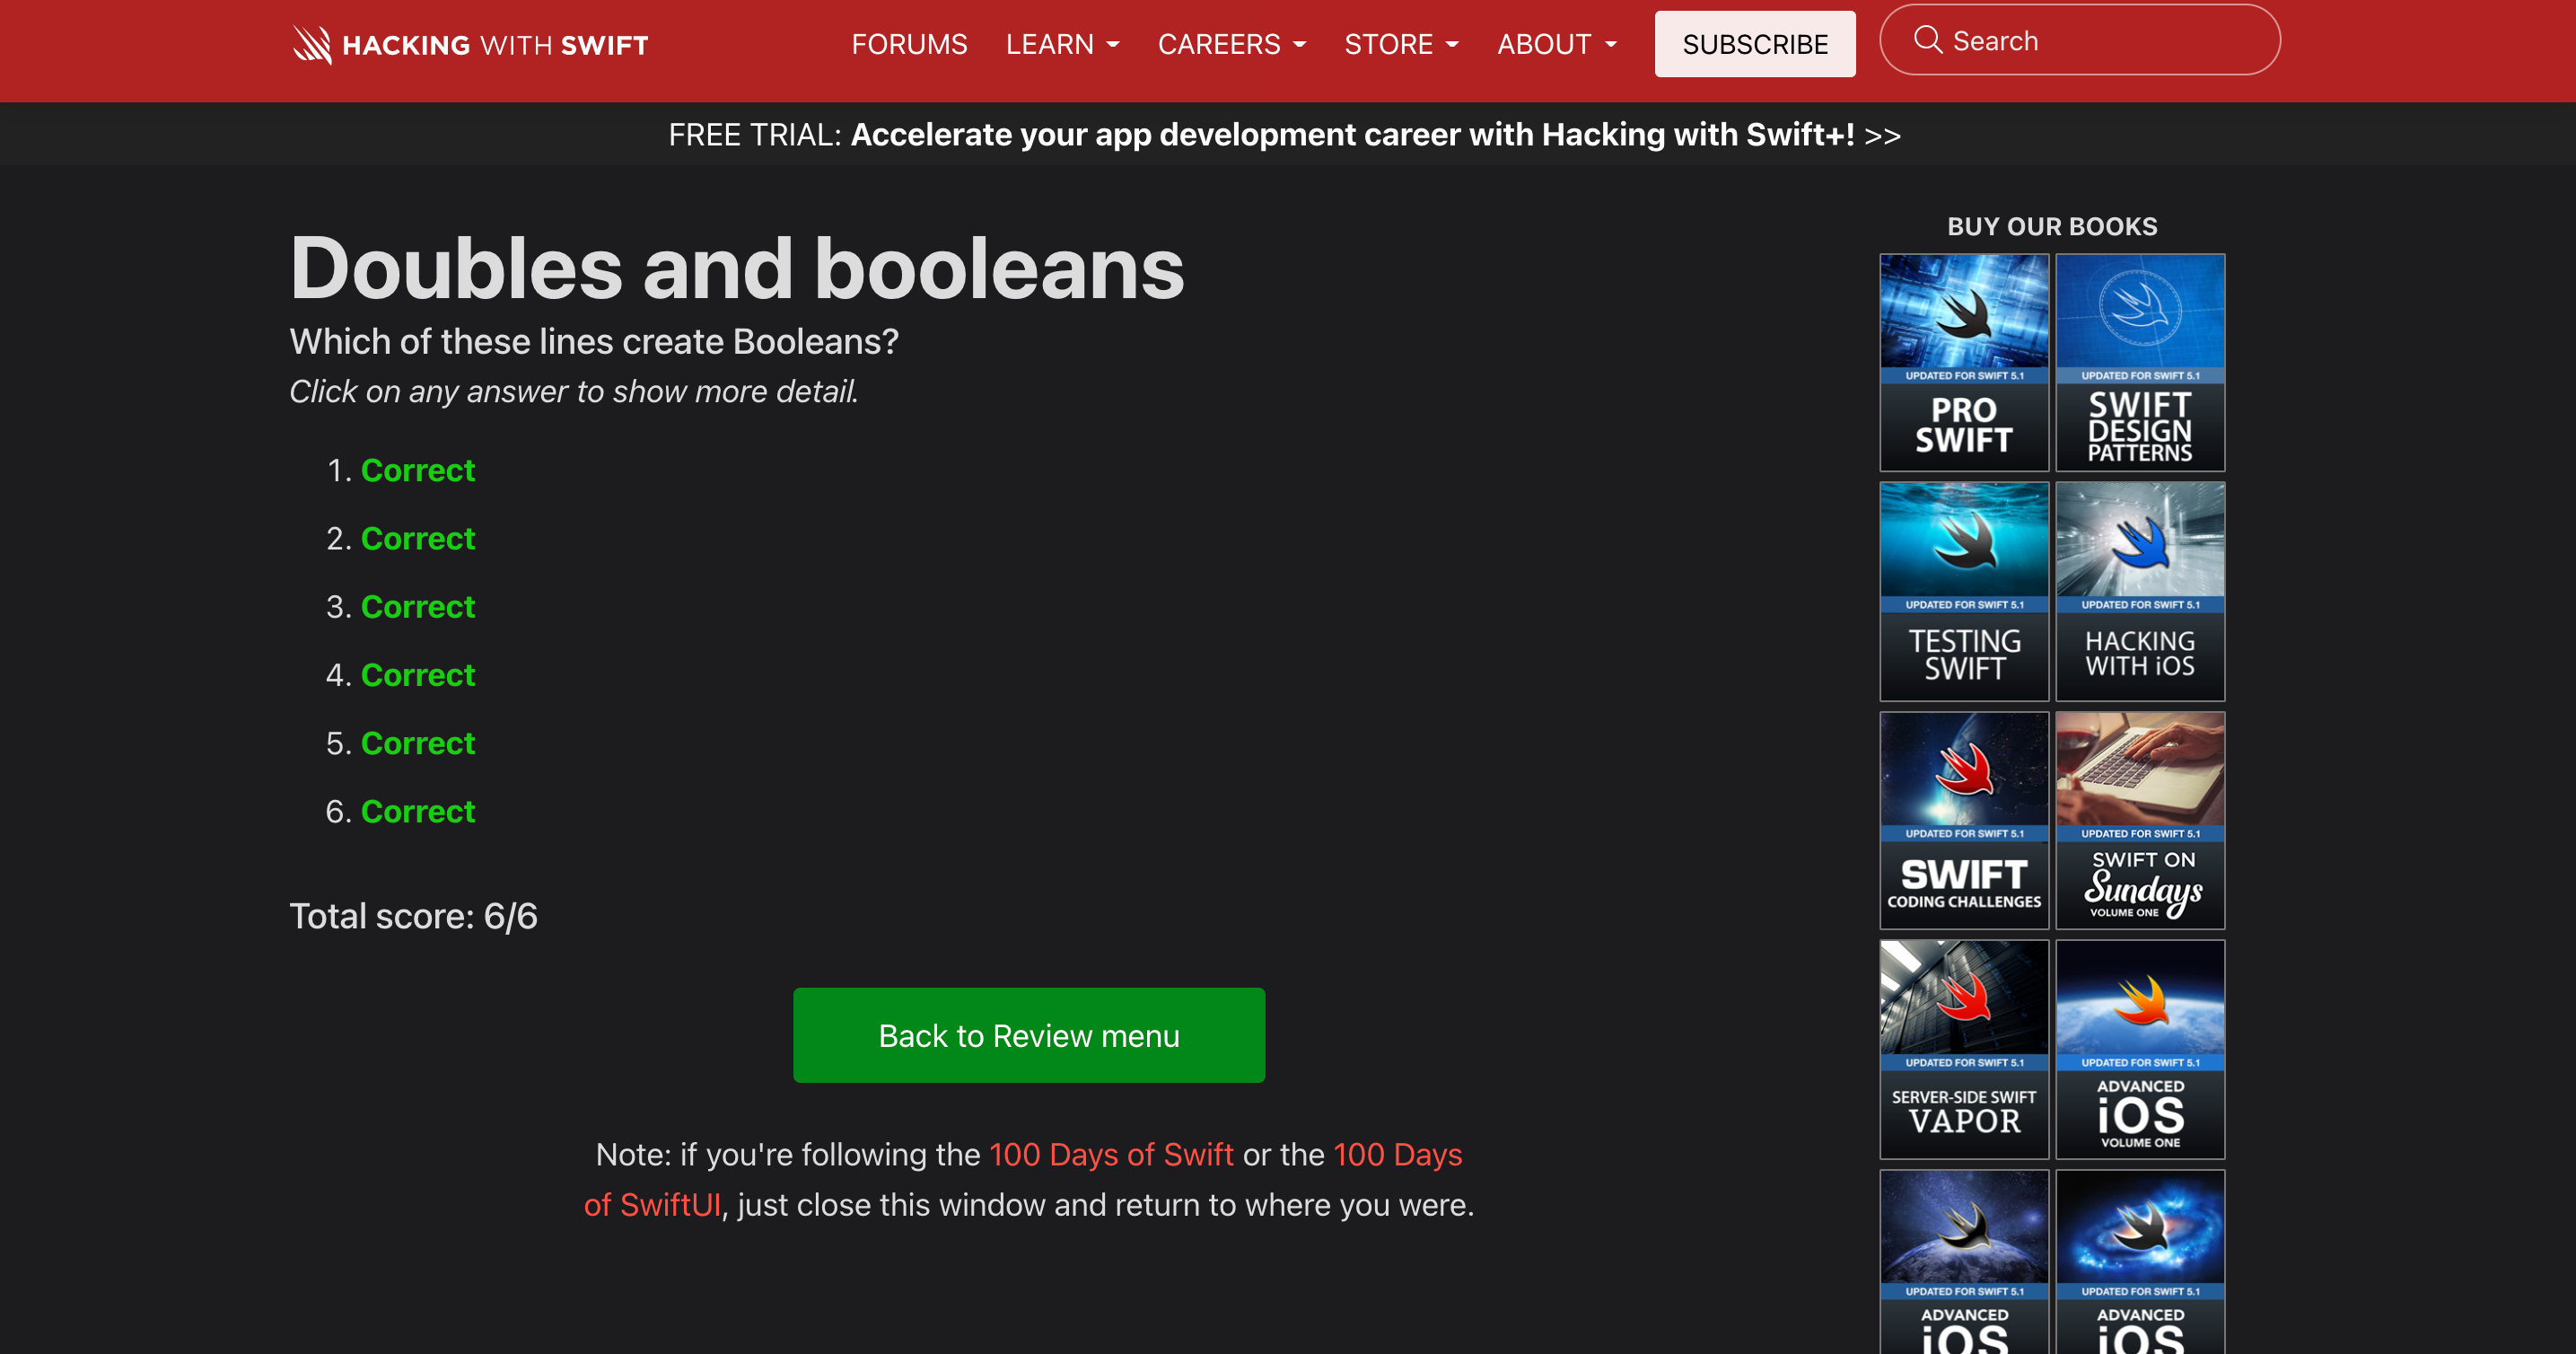 HACKING WITH SWIFT
FORUMS
LEARN
CAREERS
STORE
ABOUT
SUBSCRIBE
Search
FREE TRIAL: Accelerate your app development career with Hacking with Swift+! >>
Doubles and booleans
Which of these lines create Booleans?
Click on any answer to show more detail.
1. Correct
2. Correct
3. Correct
4. Correct
5. Correct
6. Correct
Total score: 6/6
Back to Review menu
Note: if you're following the 100 Days of Swift or the 100 Days
of SwiftUI, just close this window and return to where you were.
BUY OUR BOOKS
UPDATED FOR SWIFT 5.1
PRO
SWIFT
UPDATED FOR SWIFT 5.1
SWIFT
DESIGN
PATTERNS
UPDATED FOR SWIFT 5.1
TESTING
SWIFT
UPDATED FOR SWIFT 5.1
HACKING
WITH iOS
UPDATED FOR SWIFT 5.1
SWIFT
CODING CHALLENGES
UPDATED FOR SWIFT 5.1
SWIFT ON
Sundays
VOLUME ONE
UPDATED FOR SWIFT 5.1
SERVER-SIDE SWIFT
VAPOR
UPDATED FOR SWIFT 5.1
ADVANCED
iOS
VOLUME ONE
UPDATED FOR SWIFT 5.1
ADVANCED
iOS
UPDATED FOR SWIFT 5.1
ADVANCED
iOS